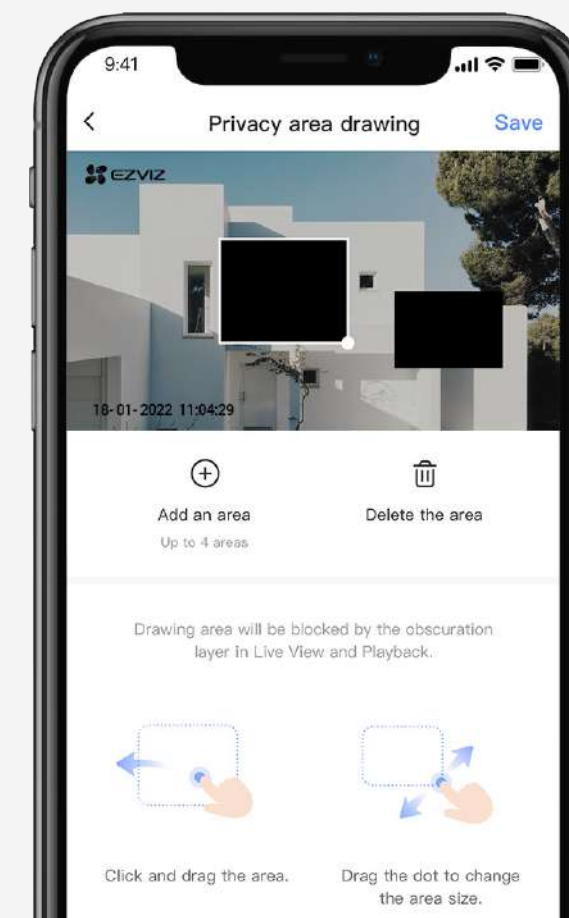 9:41
Privacy area drawing
Save
EZVIZ
18-01-2022 11:04:29
Add an area
Delete the area
Up to 4 areas
Drawing area will be blocked by the obscuration
layer in Live View and Playback.
Click and drag the area.
Drag the dot to change
the area size.